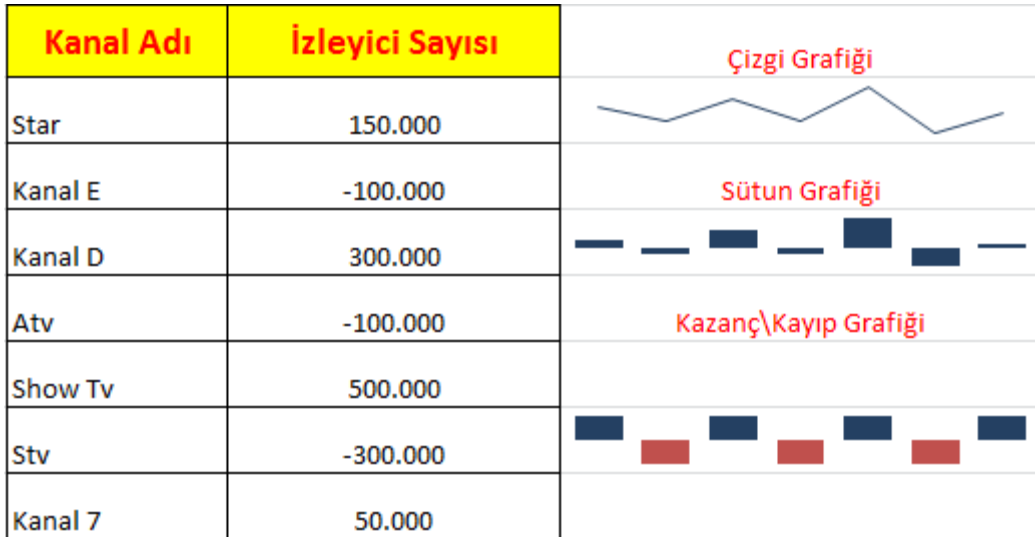 Kanal Adı İzleyici Sayısı
Çizgi Grafiği
Star 150.000
Kanal E -100.000 Sütun Grafiği
Kanal D 300.000
Atv -100.000 Kazanç\Kayıp Grafiği
Show Tv 500.000
Stv -300.000
Kanal 7 50.000